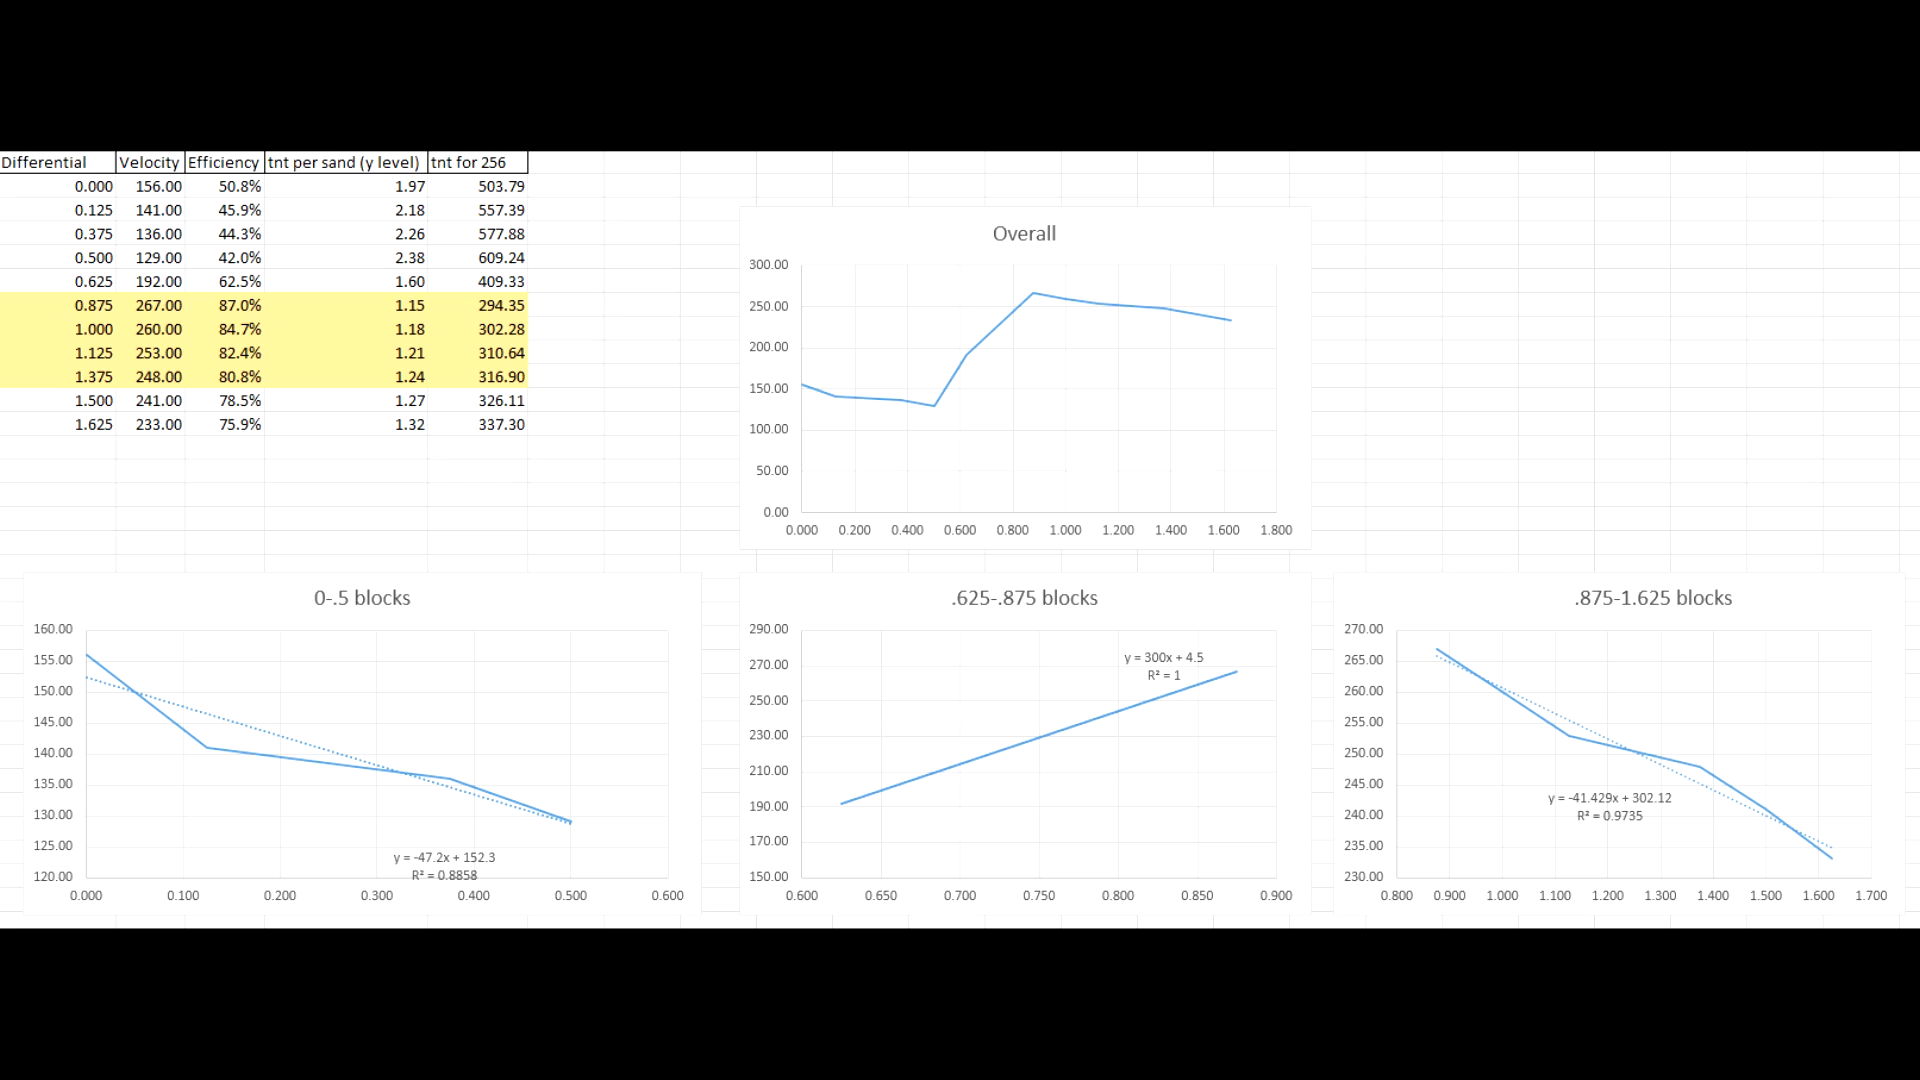 Differential Velocity Efficiency tnt per sand (y level) tnt for 256
0.000 156.00 50.8% 1.97 503.79
0.125 141.00 45.9% 2.18 557.39
0.375 136.00 44.3% 2.26 577.88
0.500 129.00 42.0% 2.38 609.24
0.625 192.00 62.5% 1.60 409.33
0.875 267.00 87.0% 1.15 294.35
1.000 260.00 84.7% 1.18 302.28
1.125 253.00 82.4% 1.21 310.64
1.375 248.00 80.8% 1.24 316.90
1.500 241.00 78.5% 1.27 326.11
1.625 233.00 75.9% 1.32 337.30
Overall
300.00
250.00
200.00
150.00
100.00
50.00
0.00
0.000 0.200 0.400 0.600 0.800 1.000 1.200 1.400 1.600 1.800
0-.5 blocks
160.00
155.00
150.00
145.00
140.00
135.00
130.00
125.00
120.00
y = -47.2x + 152.3
R² = 0.8858
0.000 0.100 0.200 0.300 0.400 0.500 0.600
.625-.875 blocks
290.00
270.00
250.00
230.00
210.00
190.00
170.00
150.00
y = 300x + 4.5
R² = 1
0.600 0.650 0.700 0.750 0.800 0.850 0.900
.875-1.625 blocks
270.00
265.00
260.00
255.00
250.00
245.00
240.00
235.00
230.00
y = -41.429x + 302.12
R² = 0.9735
0.800 0.900 1.000 1.100 1.200 1.300 1.400 1.500 1.600 1.700